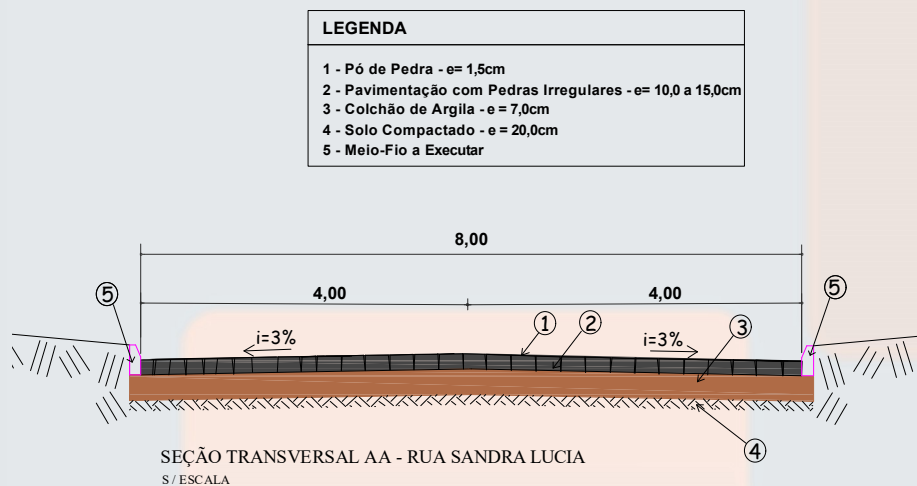 LEGENDA
1 - Pó de Pedra - e= 1,5cm
2 - Pavimentação com Pedras Irregulares - e= 10,0 a 15,0cm
3 - Colchão de Argila - e = 7,0cm
4 - Solo Compactado - e = 20,0cm
5 - Meio-Fio a Executar
8,00
4,00 4,00
5 5
i=3% 1 2 i=3% 3
4
SEÇÃO TRANSVERSAL AA - RUA SANDRA LUCIA
S / ESCALA